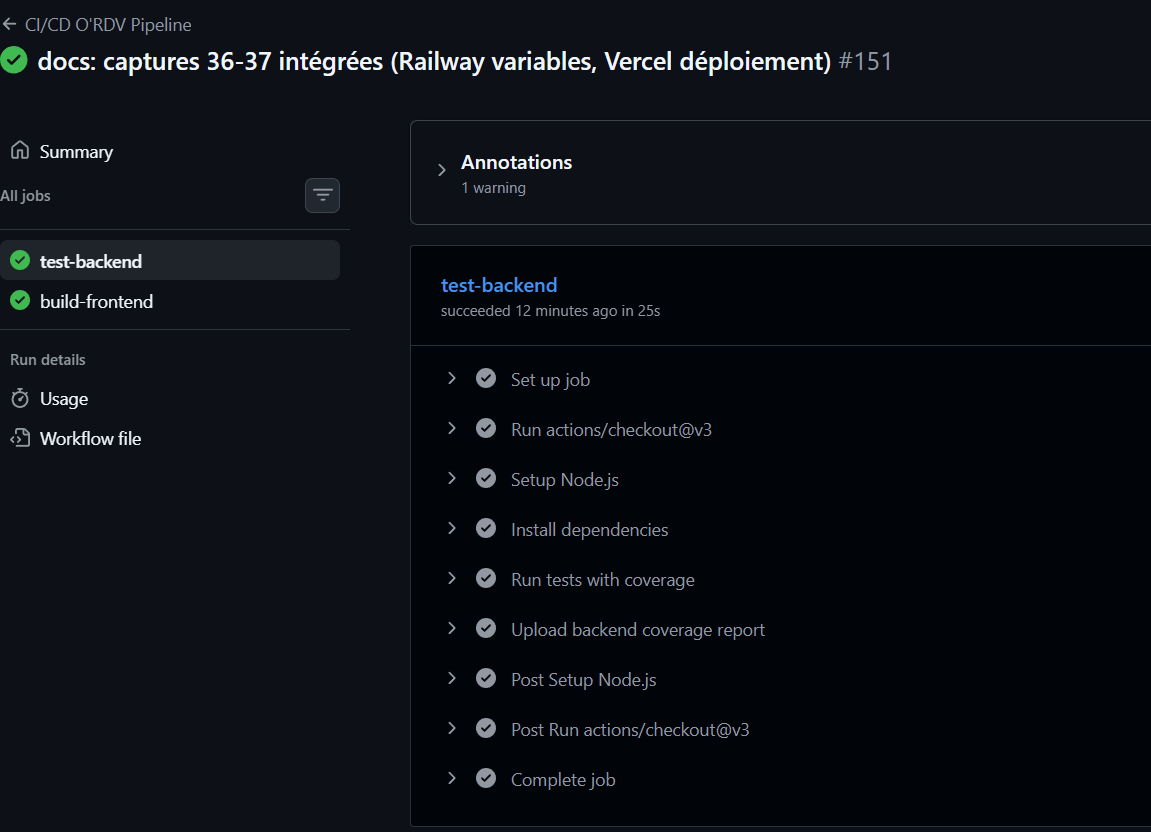 CI/CD O'RDV Pipeline
docs: captures 36-37 intégrées (Railway variables, Vercel déploiement) #151
Summary
All jobs
test-backend
build-frontend
Run details
Usage
Workflow file
Annotations
1 warning
test-backend
succeeded 12 minutes ago in 25s
Set up job
Run actions/checkout@v3
Setup Node.js
Install dependencies
Run tests with coverage
Upload backend coverage report
Post Setup Node.js
Post Run actions/checkout@v3
Complete job